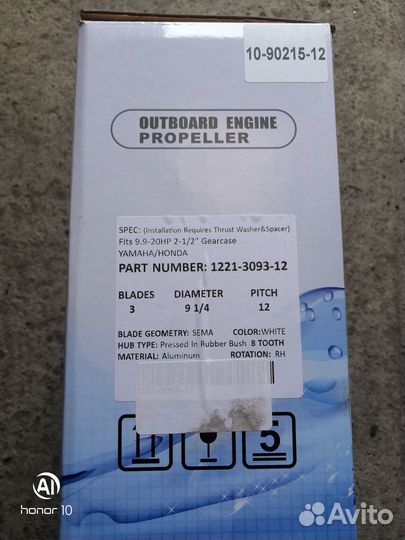 10-90215-12
OUTBOARD ENGINE
PROPELLER
SPEC: (Installation Requires Thrust Washer&Spacer)
Fits 9.9-20HP 2-1/2" Gearcase
YAMAHA/HONDA
PART NUMBER: 1221-3093-12
BLADES DIAMETER PITCH
3 9 1/4 12
BLADE GEOMETRY: SEMA COLOR:WHITE
HUB TYPE: Pressed In Rubber Bush 8 TOOTH
MATERIAL: Aluminum ROTATION: RH
5
AI
honor 10
Avito